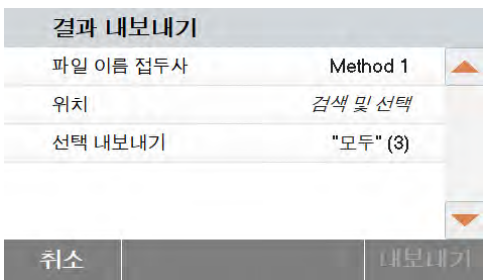 결과 내보내기
파일 이름 접두사 Method 1
위치 검색 및 선택
선택 내보내기 "모두" (3)
취소 내보내기